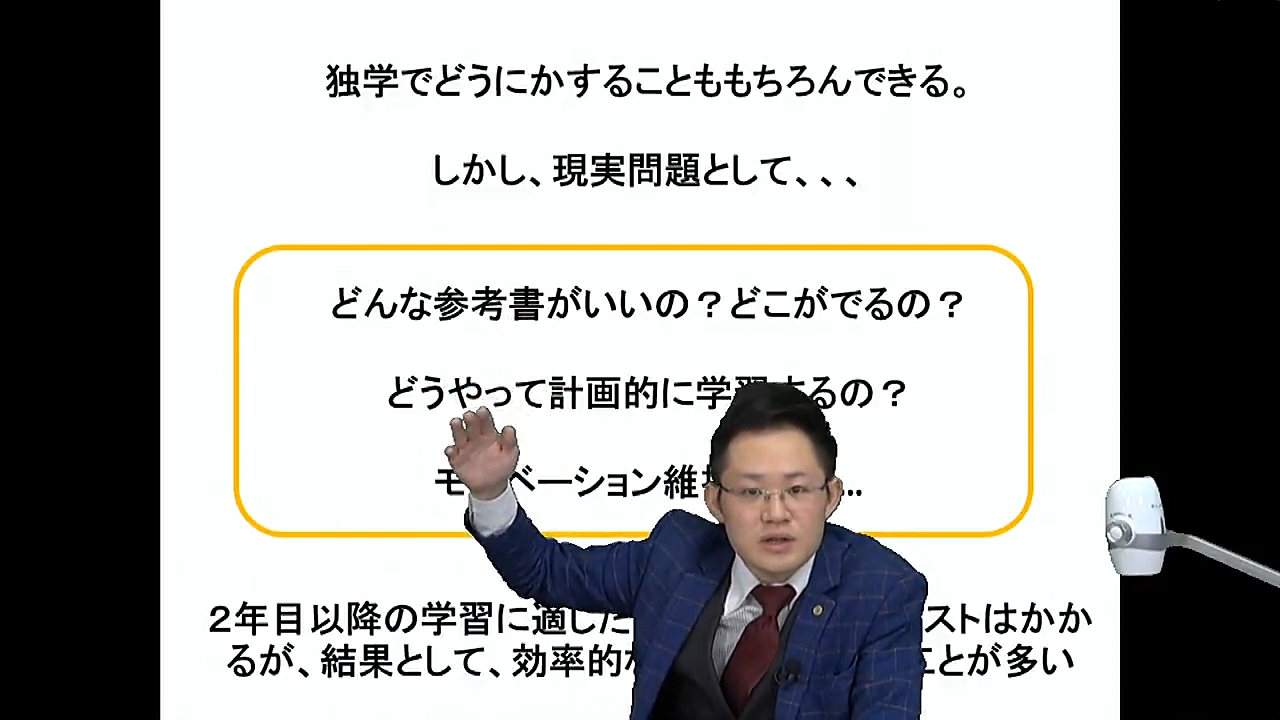 独学でどうにかすることももちろんできる。
しかし、現実問題として、、、
どんな参考書がいいの？どこがでるの？
どうやって計画的に学習するの？
モ ベーション維 ...
２年目以降の学習に適した ストはかか
るが、結果として、効率的な ことが多い